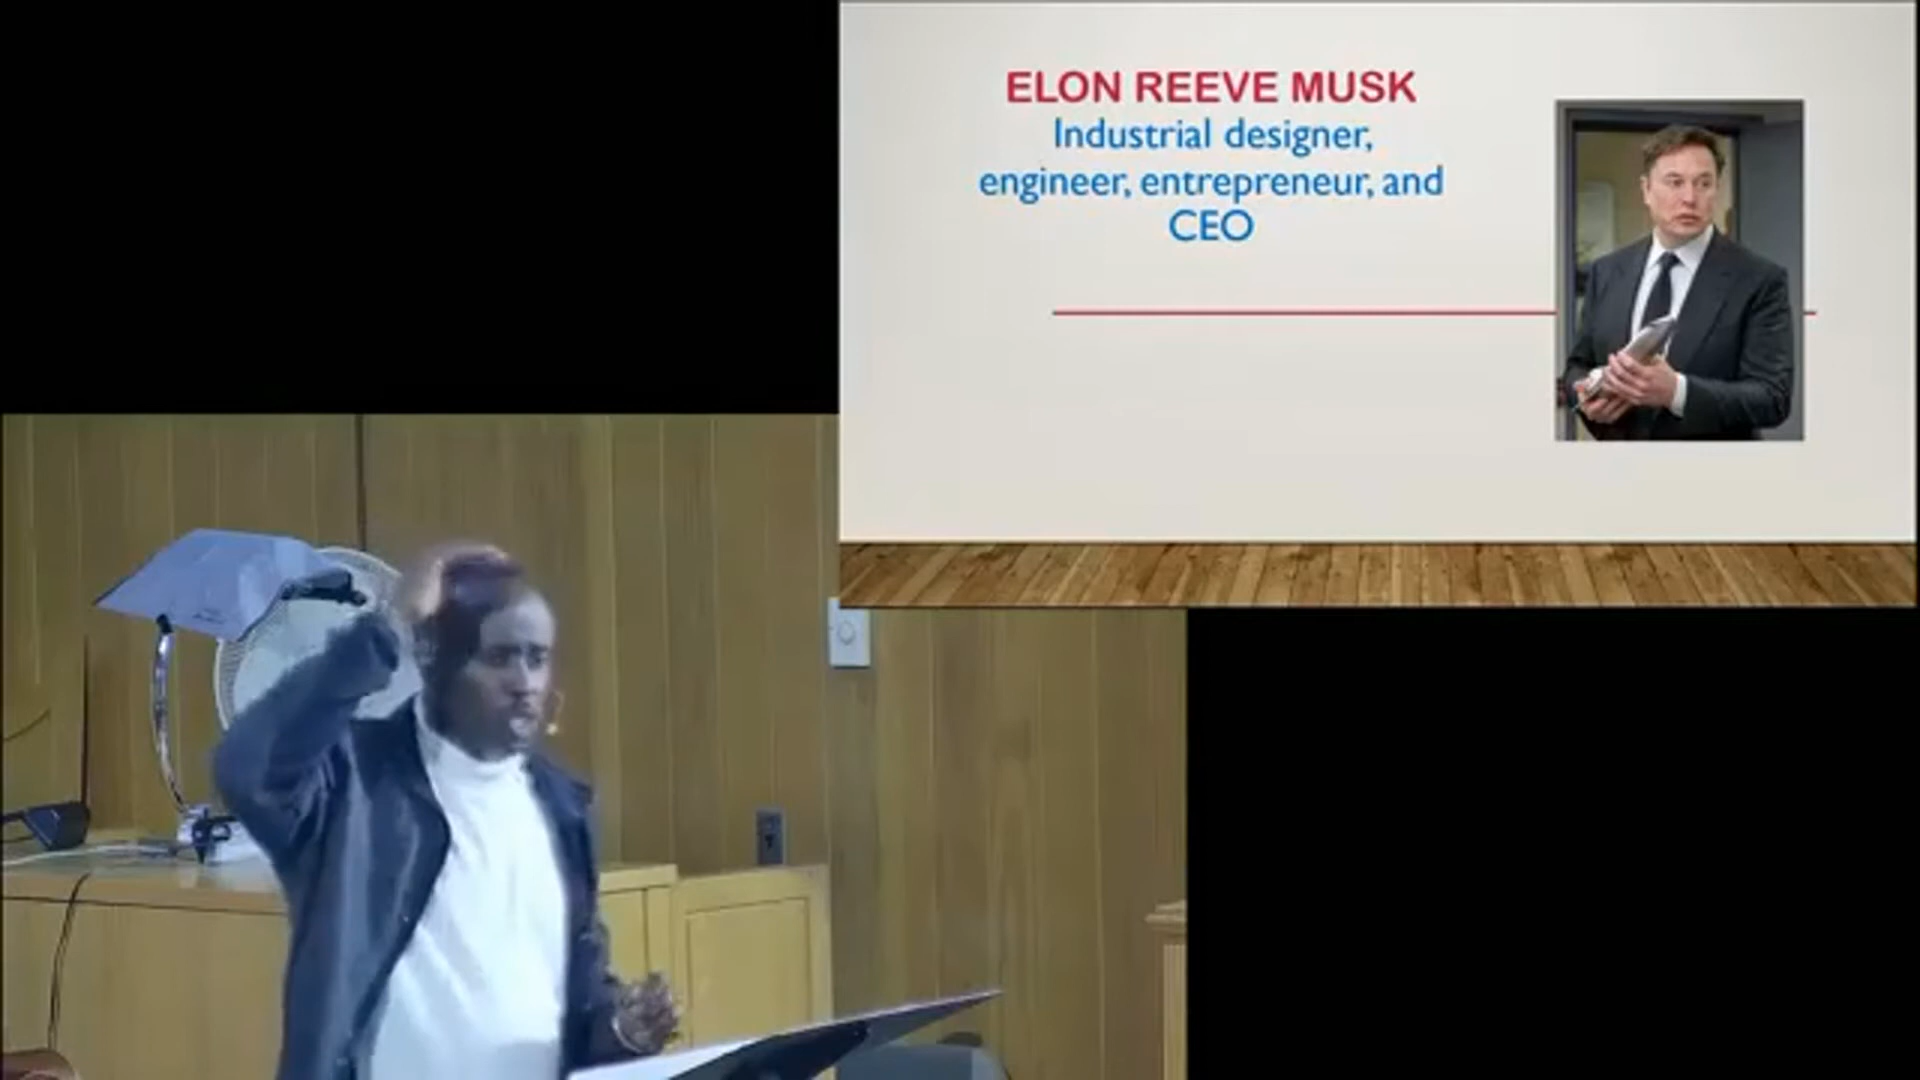 ELON REEVE MUSK
Industrial designer,
engineer, entrepreneur, and
CEO